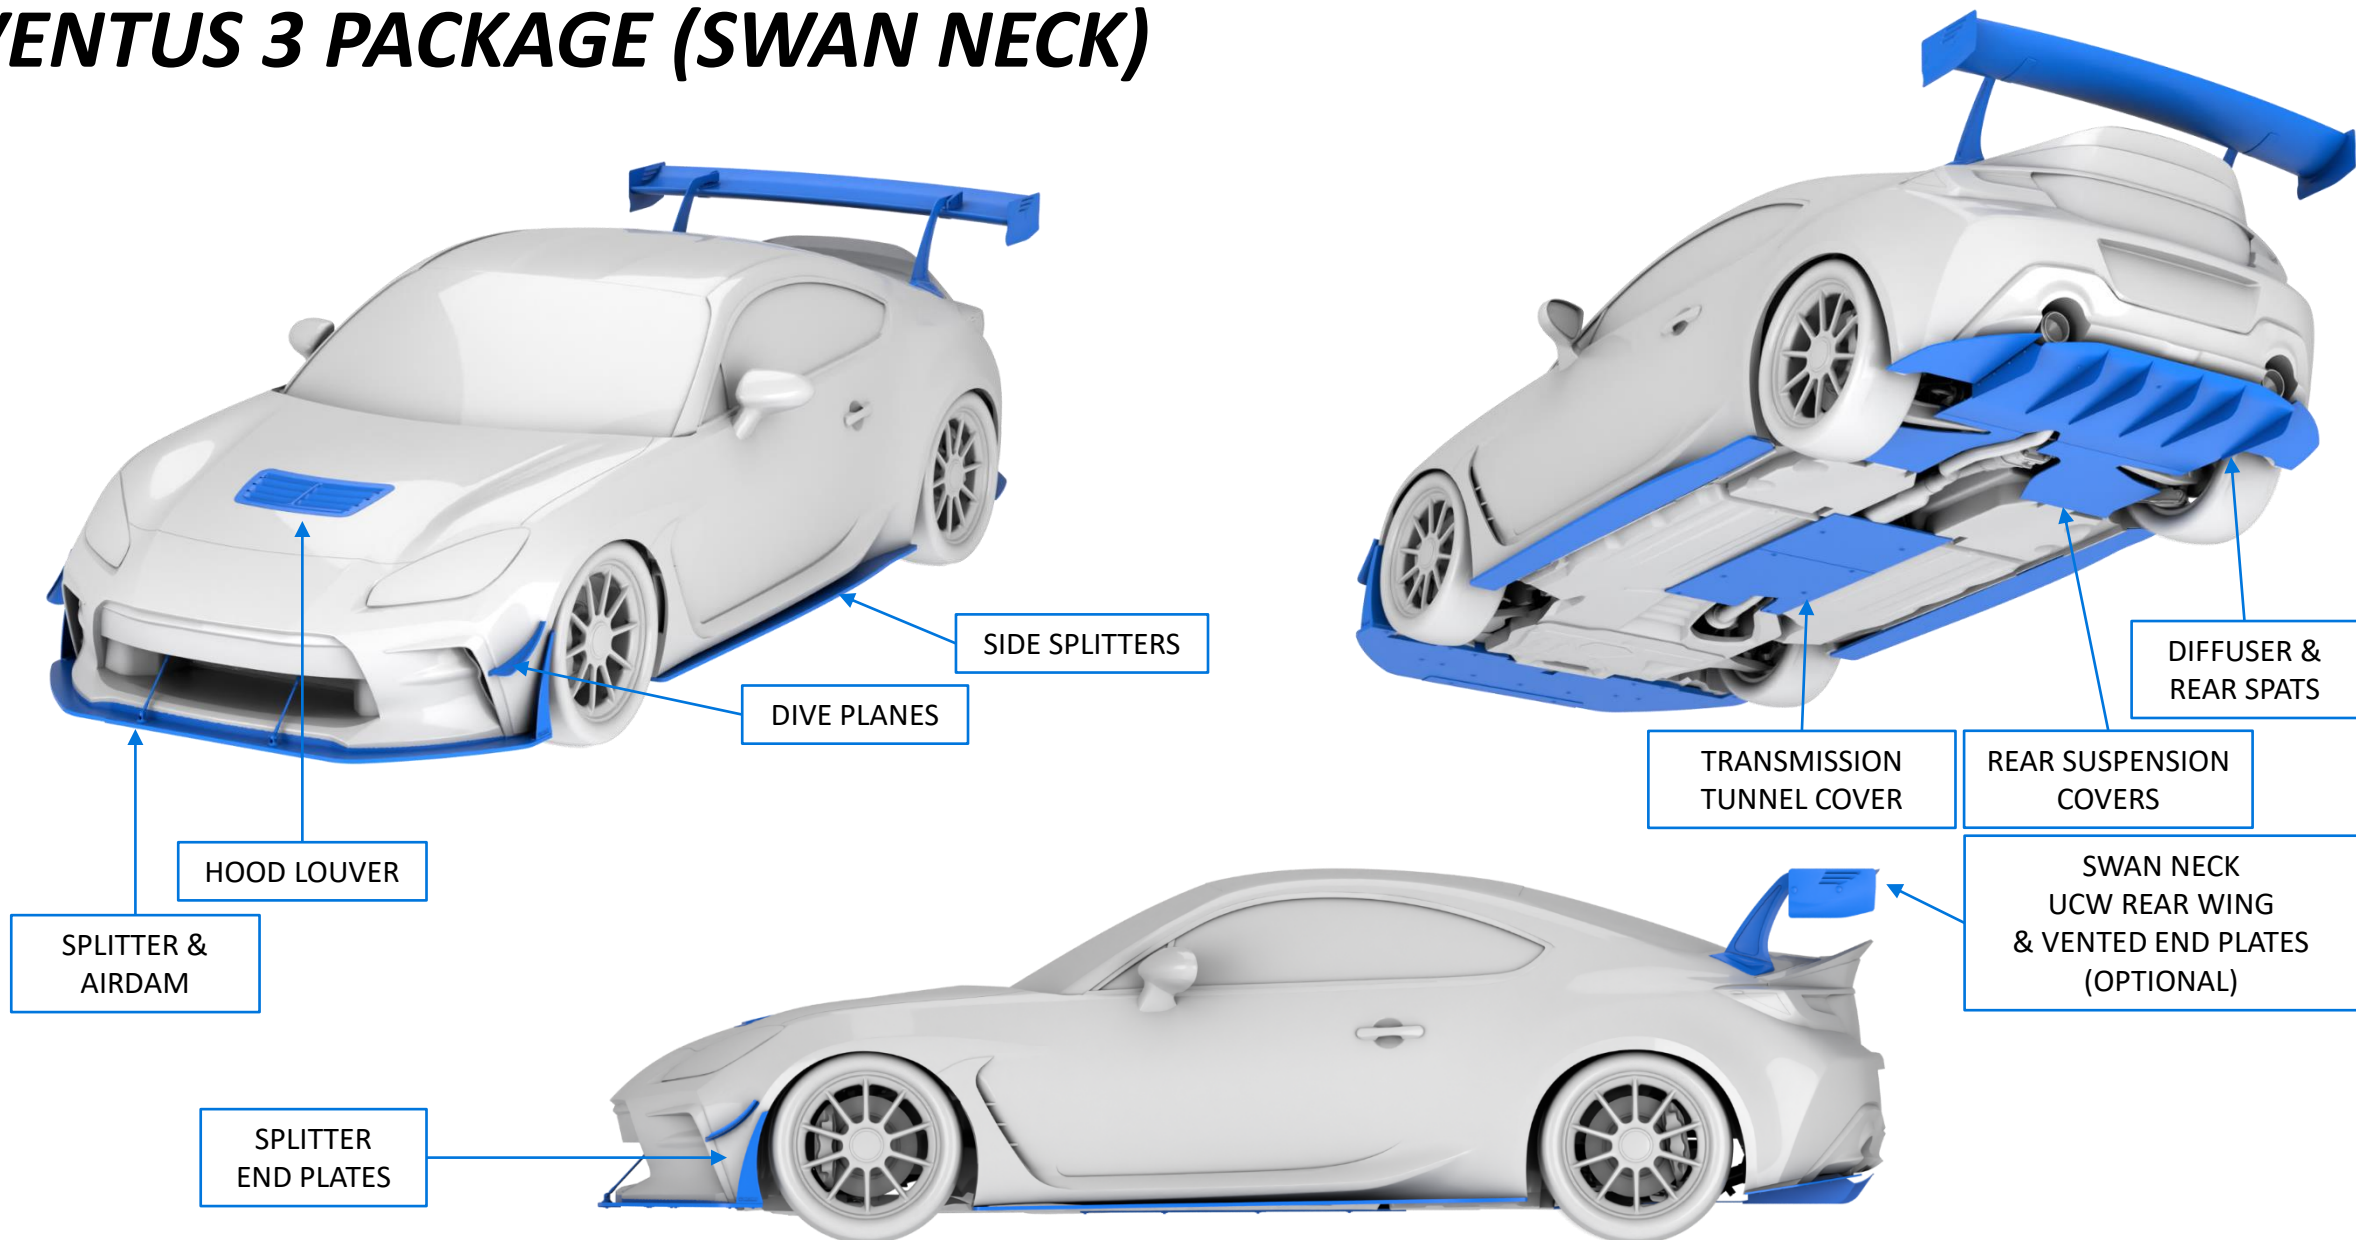 VENTUS 3 PACKAGE (SWAN NECK)
SIDE SPLITTERS
DIVE PLANES
HOOD LOUVER
SPLITTER &
AIRDAM
DIFFUSER &
REAR SPATS
TRANSMISSION
TUNNEL COVER
REAR SUSPENSION
COVERS
SWAN NECK
UCW REAR WING
& VENTED END PLATES
(OPTIONAL)
SPLITTER
END PLATES